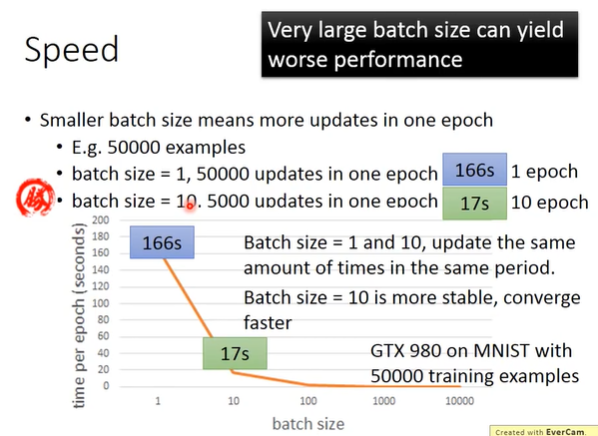 Speed
Very large batch size can yield
worse performance
• Smaller batch size means more updates in one epoch
• E.g. 50000 examples
• batch size = 1, 50000 updates in one epoch 166s 1 epoch
勝 • batch size = 10. 5000 updates in one epoch 17s 10 epoch
Batch size = 1 and 10, update the same
amount of times in the same period.
Batch size = 10 is more stable, converge
faster
GTX 980 on MNIST with
50000 training examples
166s
17s
time per epoch (seconds)
200
180
160
140
120
100
80
60
40
20
0
1 10 100 1000 10000
batch size
Created with EverCam.